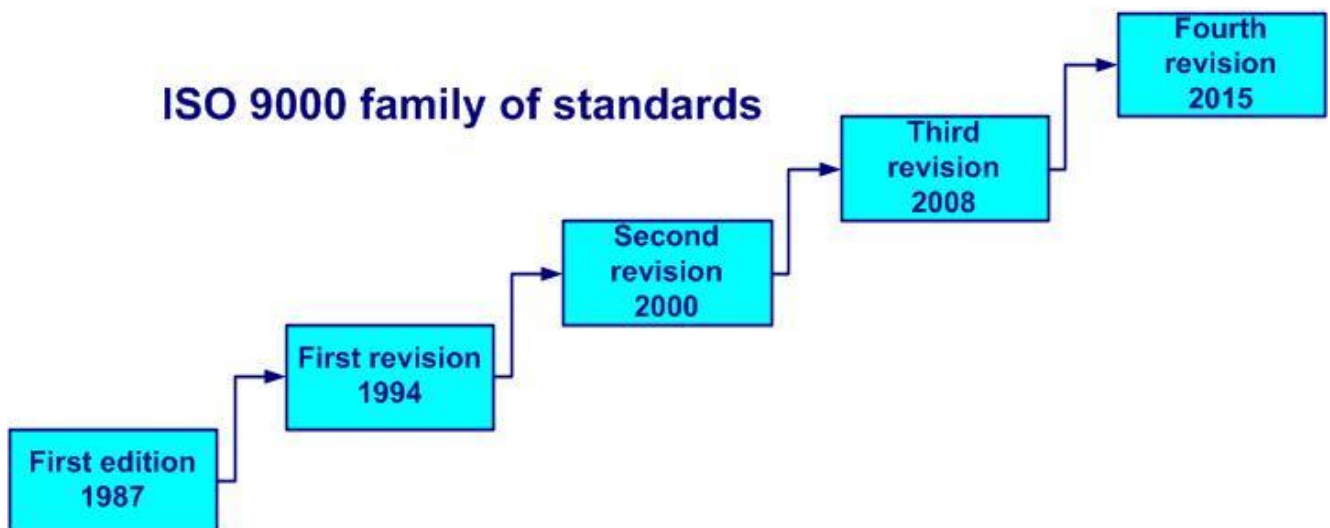 ISO 9000 family of standards
First edition
1987
First revision
1994
Second
revision
2000
Third
revision
2008
Fourth
revision
2015